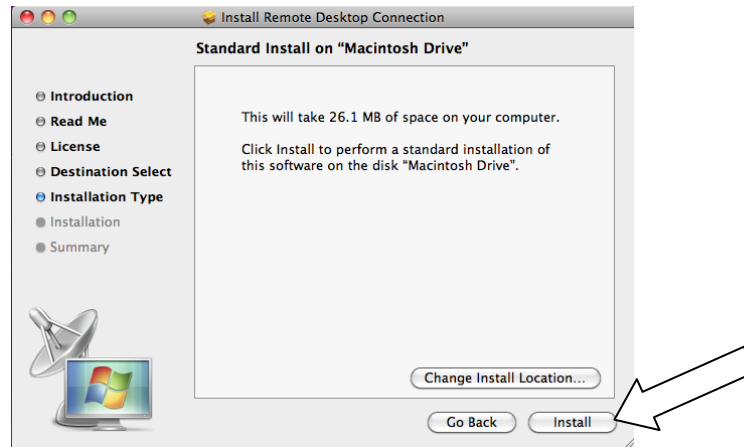 Install Remote Desktop Connection
Standard Install on “Macintosh Drive”
Introduction
Read Me
License
Destination Select
Installation Type
Installation
Summary
This will take 26.1 MB of space on your computer.
Click Install to perform a standard installation of
this software on the disk “Macintosh Drive”.
Change Install Location...
Go Back
Install